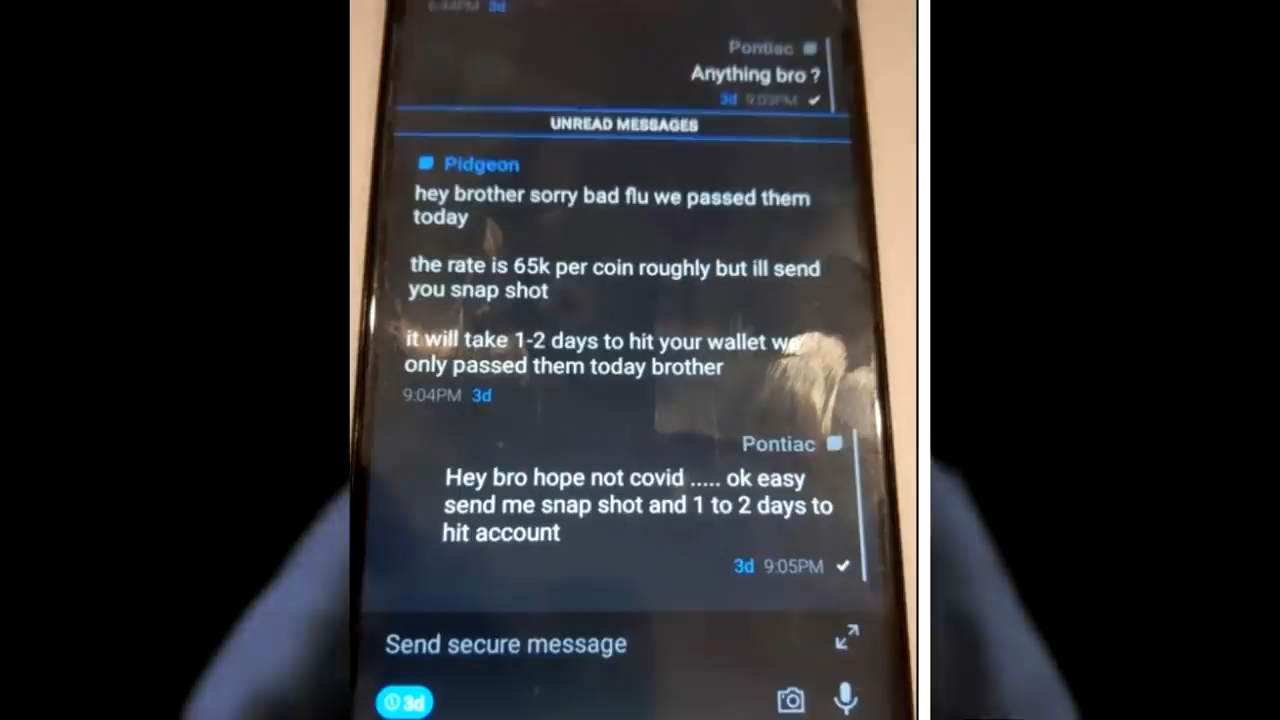 6:44PM 3d
Pontiac
Anything bro ?
3d 9:03PM
UNREAD MESSAGES
Pidgeon
hey brother sorry bad flu we passed them
today
the rate is 65k per coin roughly but ill send
you snap shot
it will take 1-2 days to hit your wallet we
only passed them today brother
9:04PM 3d
Pontiac
Hey bro hope not covid ..... ok easy
send me snap shot and 1 to 2 days to
hit account
3d 9:05PM
Send secure message
3d